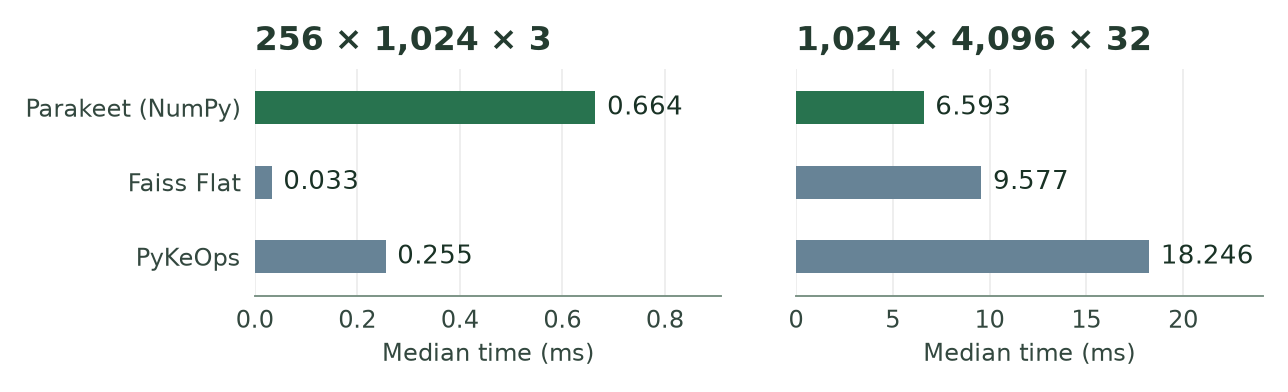 256 × 1,024 × 3
Parakeet (NumPy)
0.664
Faiss Flat
0.033
PyKeOps
0.255
0.0 0.2 0.4 0.6 0.8
Median time (ms)
1,024 × 4,096 × 32
6.593
9.577
18.246
0 5 10 15 20
Median time (ms)